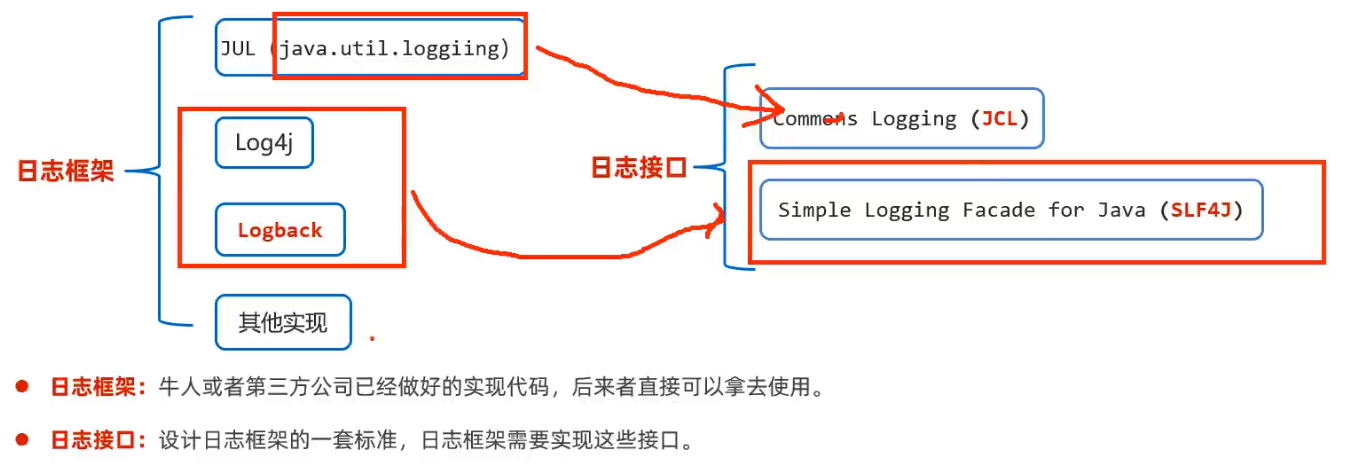 日志框架
JUL (java.util.loggiing)
Log4j
Logback
其他实现
日志接口
Commons Logging (JCL)
Simple Logging Facade for Java (SLF4J)
日志框架：牛人或者第三方公司已经做好的实现代码，后来者直接可以拿去使用。
日志接口：设计日志框架的一套标准，日志框架需要实现这些接口。